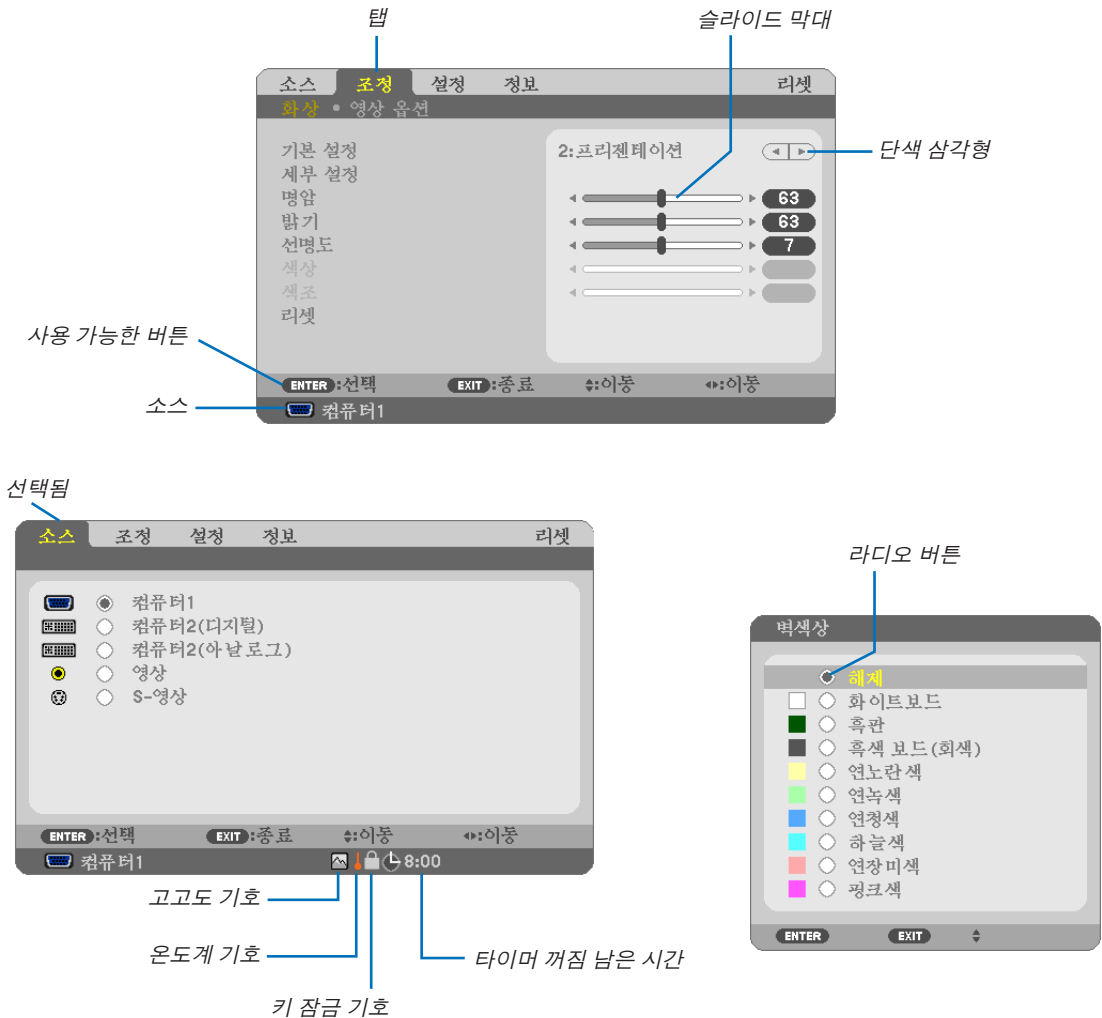 탭
슬라이드 막대
소스 조정 설정 정보 리셋
화상 • 영상 옵션
기본 설정
2:프리젠테이션
단색 삼각형
세부 설정
명암 63
밝기 63
선명도 7
색상
색조
리셋
사용 가능한 버튼
ENTER:선택 EXIT:종료 :이동 :이동
소스
컴퓨터1
선택됨
소스 조정 설정 정보 리셋
컴퓨터1
컴퓨터2(디지털)
컴퓨터2(아날로그)
영상
S-영상
ENTER:선택 EXIT:종료 :이동 :이동
컴퓨터1 8:00
고고도 기호
온도계 기호
키 잠금 기호
타이머 꺼짐 남은 시간
라디오 버튼
벽색상
해제
화이트보드
흑판
흑색 보드(회색)
연노란색
연녹색
연청색
하늘색
연장미색
핑크색
ENTER EXIT